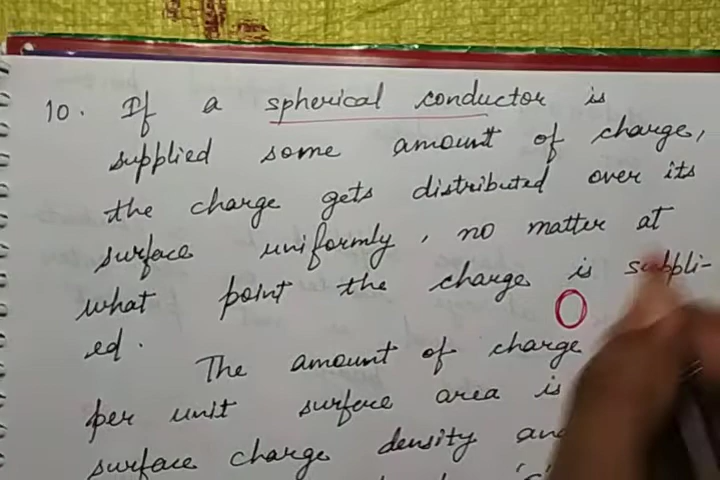 10. If a spherical conductor is
supplied some amount of charge,
the charge gets distributed over its
surface uniformly, no matter at
what point the charge is suppli-
ed.
The amount of charge
per unit surface area is
surface charge density